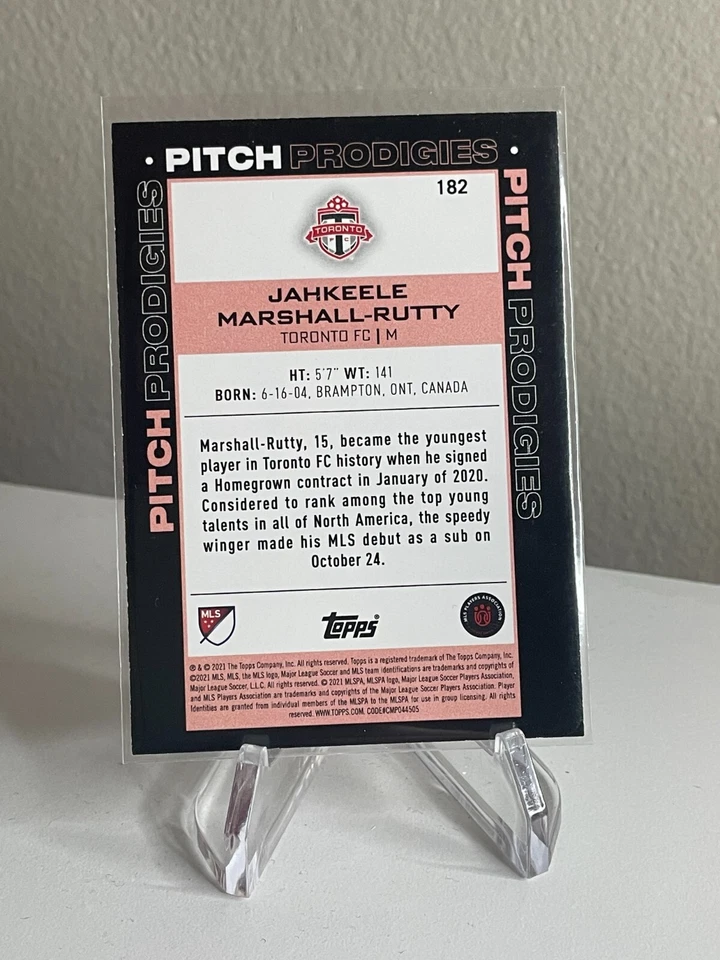 • PITCH PRODIGIES •
PITCH PRODIGIES
PITCH PRODIGIES
182
TORONTO
FC
JAHKEELE
MARSHALL-RUTTY
TORONTO FC | M
HT: 5'7" WT: 141
BORN: 6-16-04, BRAMPTON, ONT, CANADA
Marshall-Rutty, 15, became the youngest
player in Toronto FC history when he signed
a Homegrown contract in January of 2020.
Considered to rank among the top young
talents in all of North America, the speedy
winger made his MLS debut as a sub on
October 24.
MLS
Topps®
MLS PLAYERS ASSOCIATION
℗ & © 2021 The Topps Company, Inc. All rights reserved. Topps is a registered trademark of The Topps Company, Inc.
©2021 MLS, MLS, the MLS logo, Major League Soccer and MLS team identifications are trademarks and copyrights of
Major League Soccer, L.L.C. All rights reserved. © 2021 MLSPA, MLSPA logo, Major League Soccer Players Association,
and MLS Players Association are trademarks and copyrights of the Major League Soccer Players Association. Player
Identities are granted from individual members of the MLSPA to the MLSPA for use in group licensing. All rights
reserved. WWW.TOPPS.COM. CODE#CMP044505